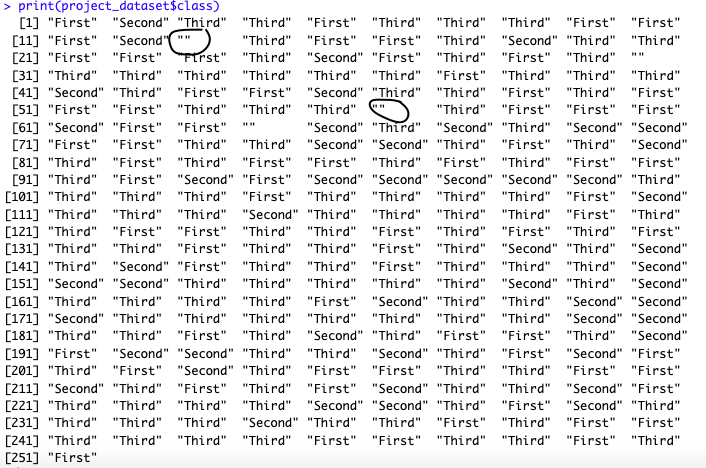 > print(project_dataset$class)
[1] "First" "Second" "Third" "Third" "First" "Third" "Third" "Third" "First" "First"
[11] "First" "Second" "" "Third" "First" "First" "Third" "Second" "Third" "Third"
[21] "First" "First" "First" "Third" "Second" "First" "Third" "First" "Third" ""
[31] "Third" "Third" "Third" "Third" "Third" "Third" "First" "Third" "Third" "Third"
[41] "Second" "Third" "First" "First" "Second" "Third" "Third" "First" "Third" "First"
[51] "First" "First" "Third" "Third" "Third" "" "Third" "First" "First" "First"
[61] "Second" "First" "First" "" "Second" "Third" "Second" "Third" "Second" "Second"
[71] "First" "First" "Third" "Third" "Second" "Second" "Third" "First" "Third" "Second"
[81] "Third" "First" "Third" "First" "First" "Third" "First" "Third" "First" "First"
[91] "Third" "First" "Second" "First" "Second" "Second" "Second" "Second" "Second" "Third"
[101] "Third" "Third" "Third" "First" "Third" "Third" "Third" "Third" "First" "Second"
[111] "Third" "Third" "Third" "Second" "Third" "Third" "Third" "Third" "First" "Third"
[121] "Third" "First" "First" "Third" "Third" "First" "Third" "First" "Third" "First"
[131] "Third" "Third" "Third" "Third" "Third" "First" "Third" "Second" "Third" "Second"
[141] "Third" "Second" "First" "Third" "Third" "First" "Third" "Third" "Third" "Second"
[151] "Second" "Second" "Third" "Third" "Third" "Third" "Third" "Second" "Third" "Second"
[161] "Third" "Third" "Third" "Third" "First" "Second" "Third" "Third" "Second" "Second"
[171] "Second" "Third" "Third" "Third" "Third" "Third" "Third" "Third" "Second" "Second"
[181] "Third" "Third" "First" "Third" "Second" "Third" "First" "First" "Third" "Second"
[191] "First" "Second" "Second" "Third" "Third" "Second" "Third" "First" "Second" "First"
[201] "Third" "First" "Second" "Third" "First" "First" "Third" "Third" "Third" "First"
[211] "Second" "Third" "First" "Third" "First" "Second" "Third" "Third" "Second" "First"
[221] "Third" "Third" "Third" "Third" "Second" "Second" "Third" "First" "Second" "Third"
[231] "Third" "Third" "Third" "Second" "Third" "Third" "First" "Third" "First" "First"
[241] "Third" "Third" "Third" "Third" "First" "First" "Third" "Third" "Third" "Third"
[251] "First"